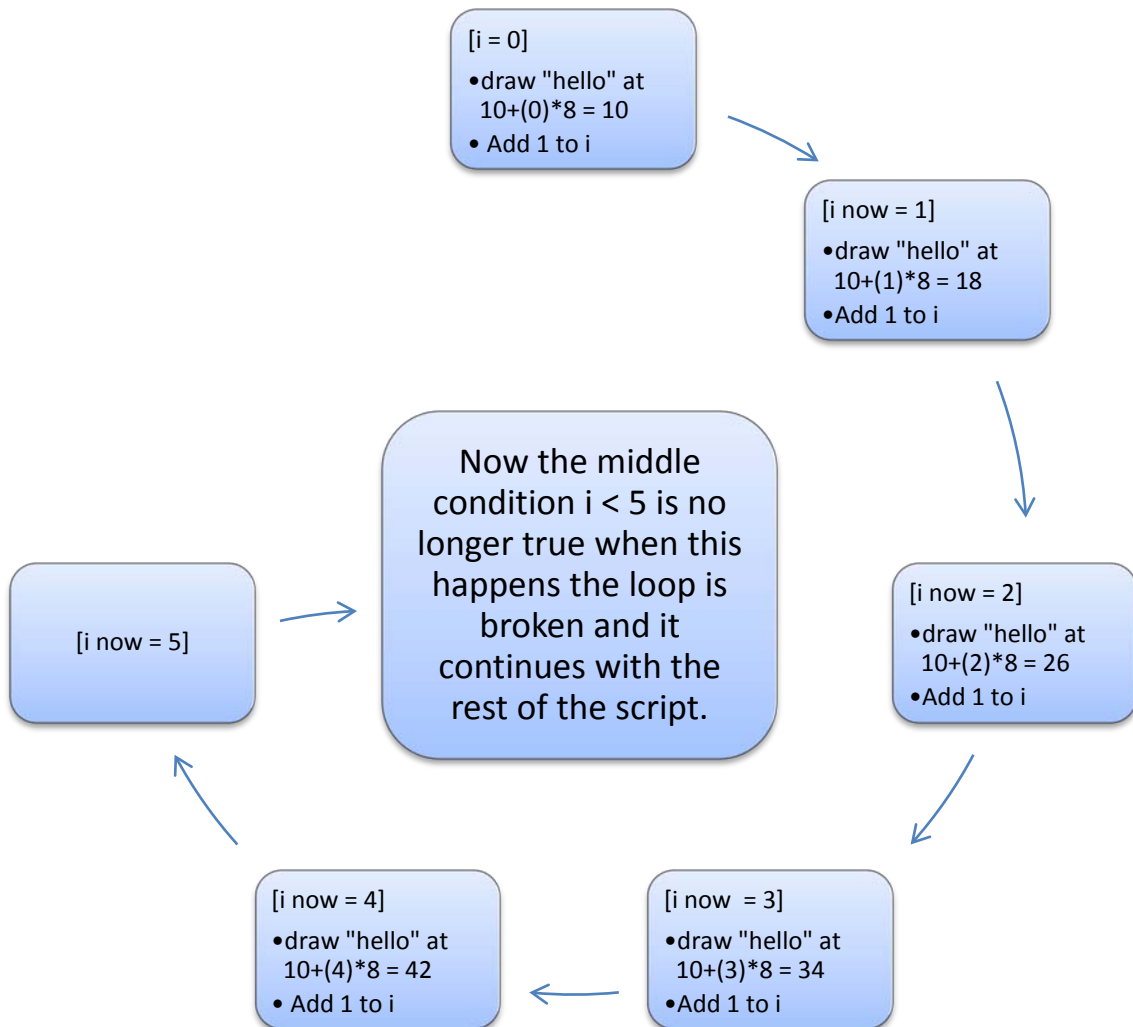 [i = 0]
•draw "hello" at
10+(0)*8 = 10
• Add 1 to i
[i now = 1]
•draw "hello" at
10+(1)*8 = 18
•Add 1 to i
[i now = 2]
•draw "hello" at
10+(2)*8 = 26
•Add 1 to i
[i now  = 3]
•draw "hello" at
10+(3)*8 = 34
•Add 1 to i
[i now = 4]
•draw "hello" at
10+(4)*8 = 42
• Add 1 to i
[i now = 5]
Now the middle
condition i < 5 is no
longer true when this
happens the loop is
broken and it
continues with the
rest of the script.